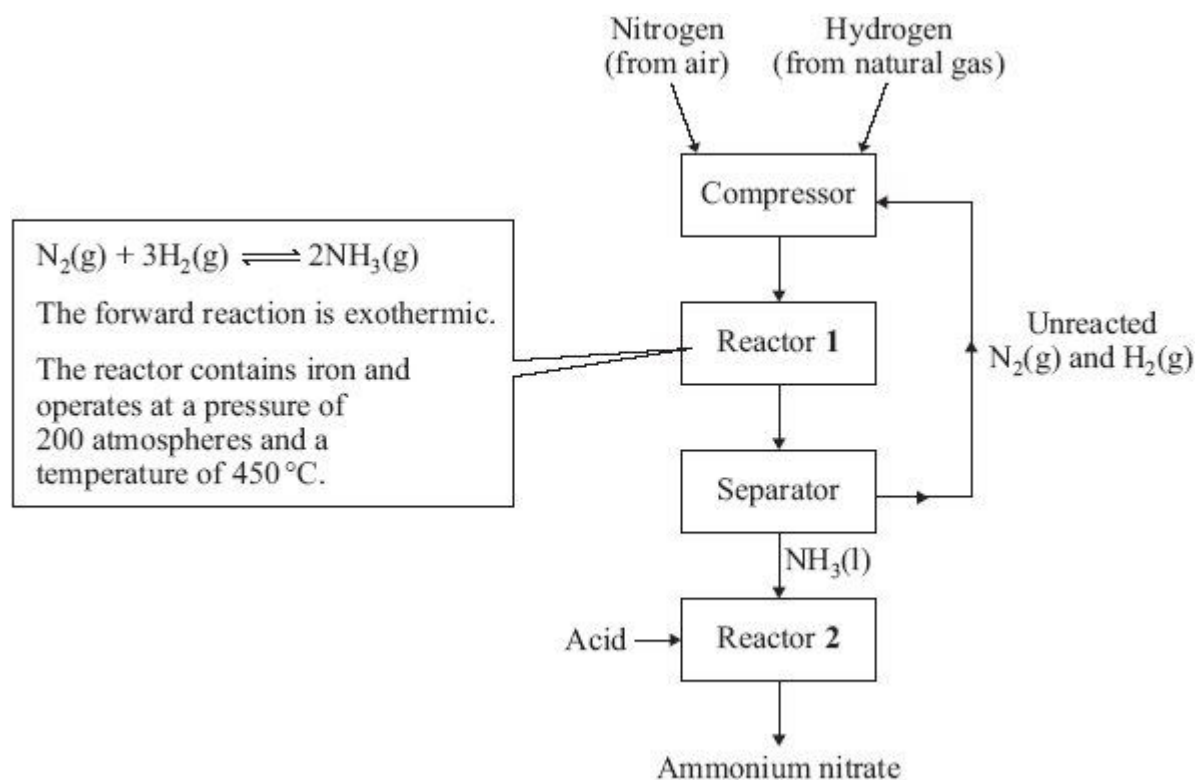 Nitrogen
(from air)
Hydrogen
(from natural gas)
Compressor
N₂(g) + 3H₂(g) ⇌ 2NH₃(g)
The forward reaction is exothermic.
The reactor contains iron and
operates at a pressure of
200 atmospheres and a
temperature of 450 °C.
Reactor 1
Unreacted
N₂(g) and H₂(g)
Separator
NH₃(l)
Acid
Reactor 2
Ammonium nitrate